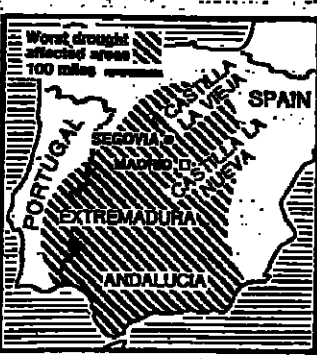 Worst drought
affected areas
100 miles
CASTILLA
LA VIEJA
SPAIN
SEGOVIA
MADRID
CASTILLA LA
NUEVA
PORTUGAL
EXTREMADURA
ANDALUCIA